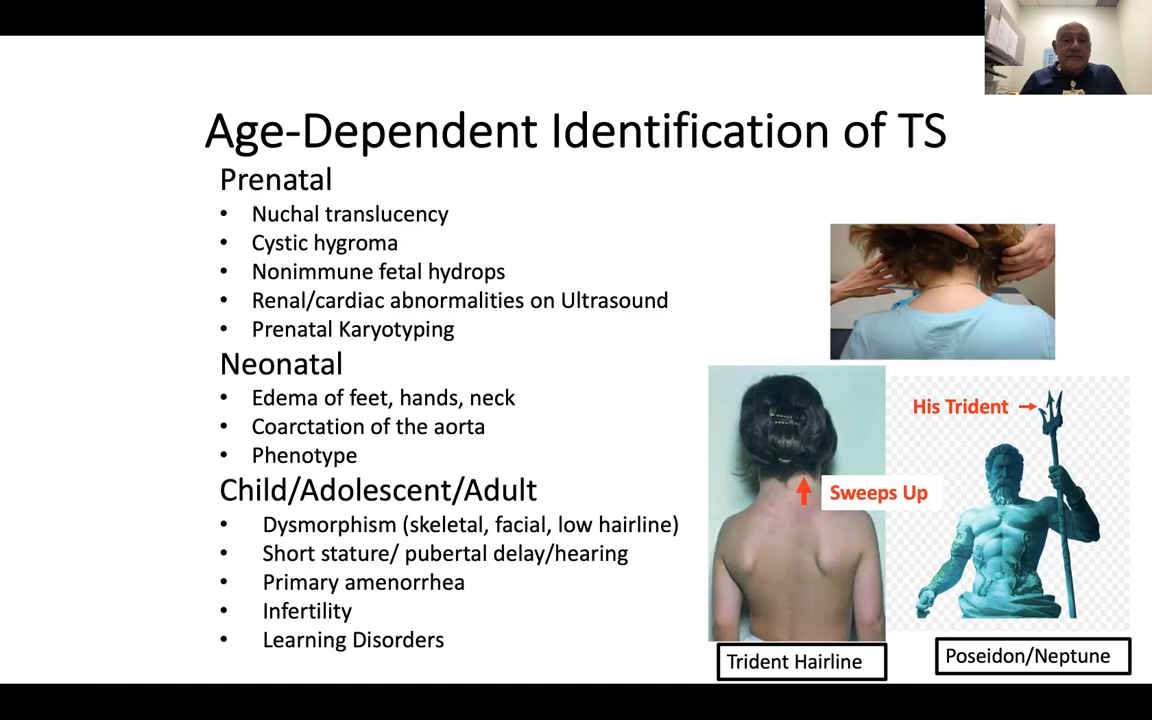 Age-Dependent Identification of TS
Prenatal
• Nuchal translucency
• Cystic hygroma
• Nonimmune fetal hydrops
• Renal/cardiac abnormalities on Ultrasound
• Prenatal Karyotyping
Neonatal
• Edema of feet, hands, neck
• Coarctation of the aorta
• Phenotype
Child/Adolescent/Adult
• Dysmorphism (skeletal, facial, low hairline)
• Short stature/ pubertal delay/hearing
• Primary amenorrhea
• Infertility
• Learning Disorders
His Trident
Sweeps Up
Trident Hairline
Poseidon/Neptune